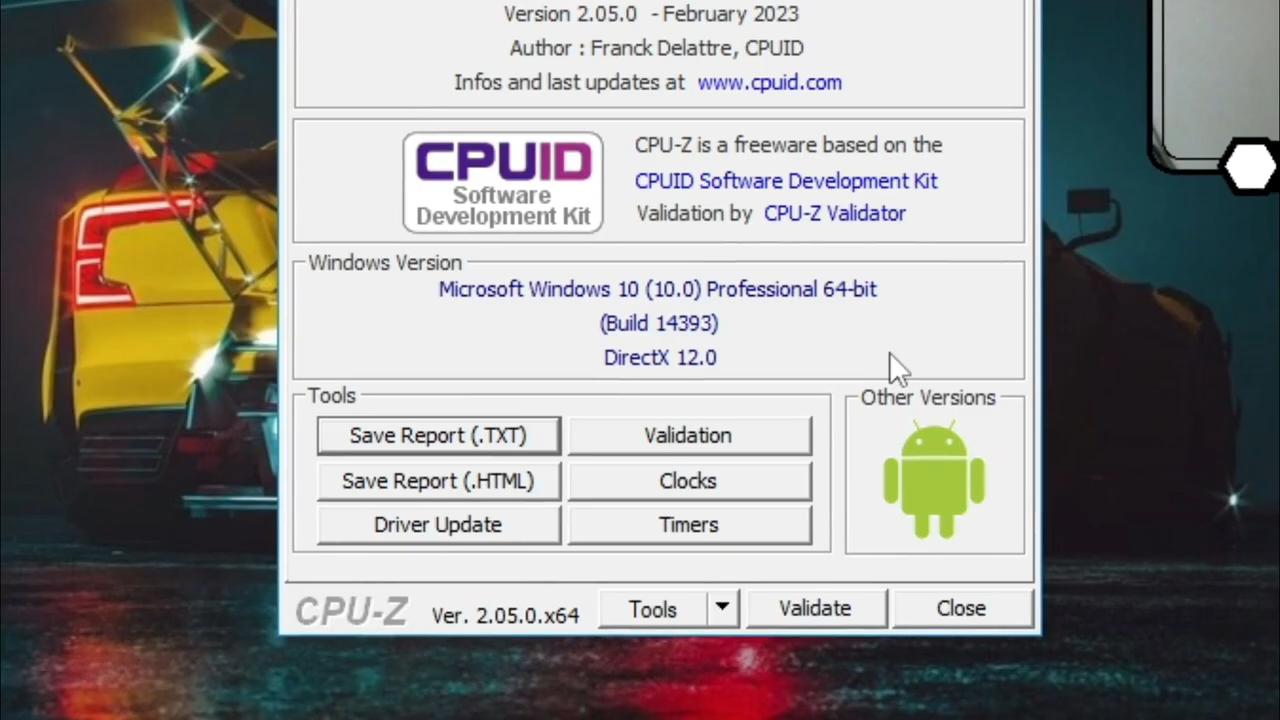 Version 2.05.0 - February 2023
Author : Franck Delattre, CPUID
Infos and last updates at www.cpuid.com
CPUID
Software
Development Kit
CPU-Z is a freeware based on the
CPUID Software Development Kit
Validation by CPU-Z Validator
Windows Version
Microsoft Windows 10 (10.0) Professional 64-bit
(Build 14393)
DirectX 12.0
Tools
Save Report (.TXT)
Validation
Save Report (.HTML)
Clocks
Driver Update
Timers
Other Versions
CPU-Z Ver. 2.05.0.x64 Tools Validate Close